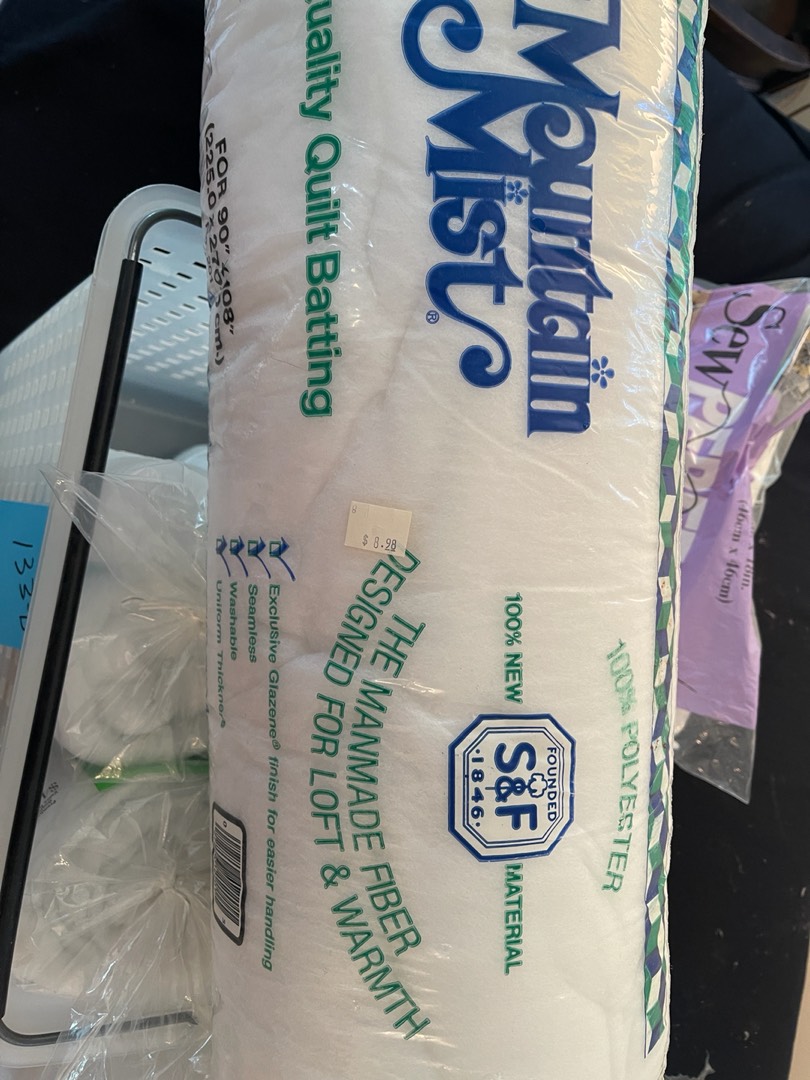 Mountain
Mist®
uality Quilt Batting
FOR 90" x 108"
$ 8.98
100% POLYESTER
100% NEW MATERIAL
FOUNDED
S&F
·1846·
THE MANMADE FIBER
DESIGNED FOR LOFT & WARMTH
Exclusive Glazene® finish for easier handling
Seamless
Washable
Uniform Thickness
Sew